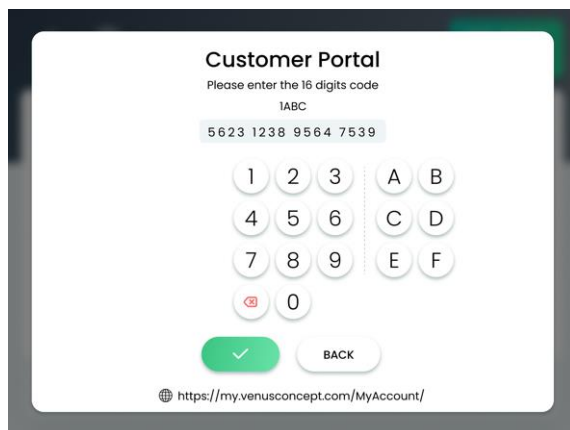 Customer Portal
Please enter the 16 digits code
1ABC
5623 1238 9564 7539
1 2 3 A B
4 5 6 C D
7 8 9 E F
0
BACK
https://my.venusconcept.com/MyAccount/